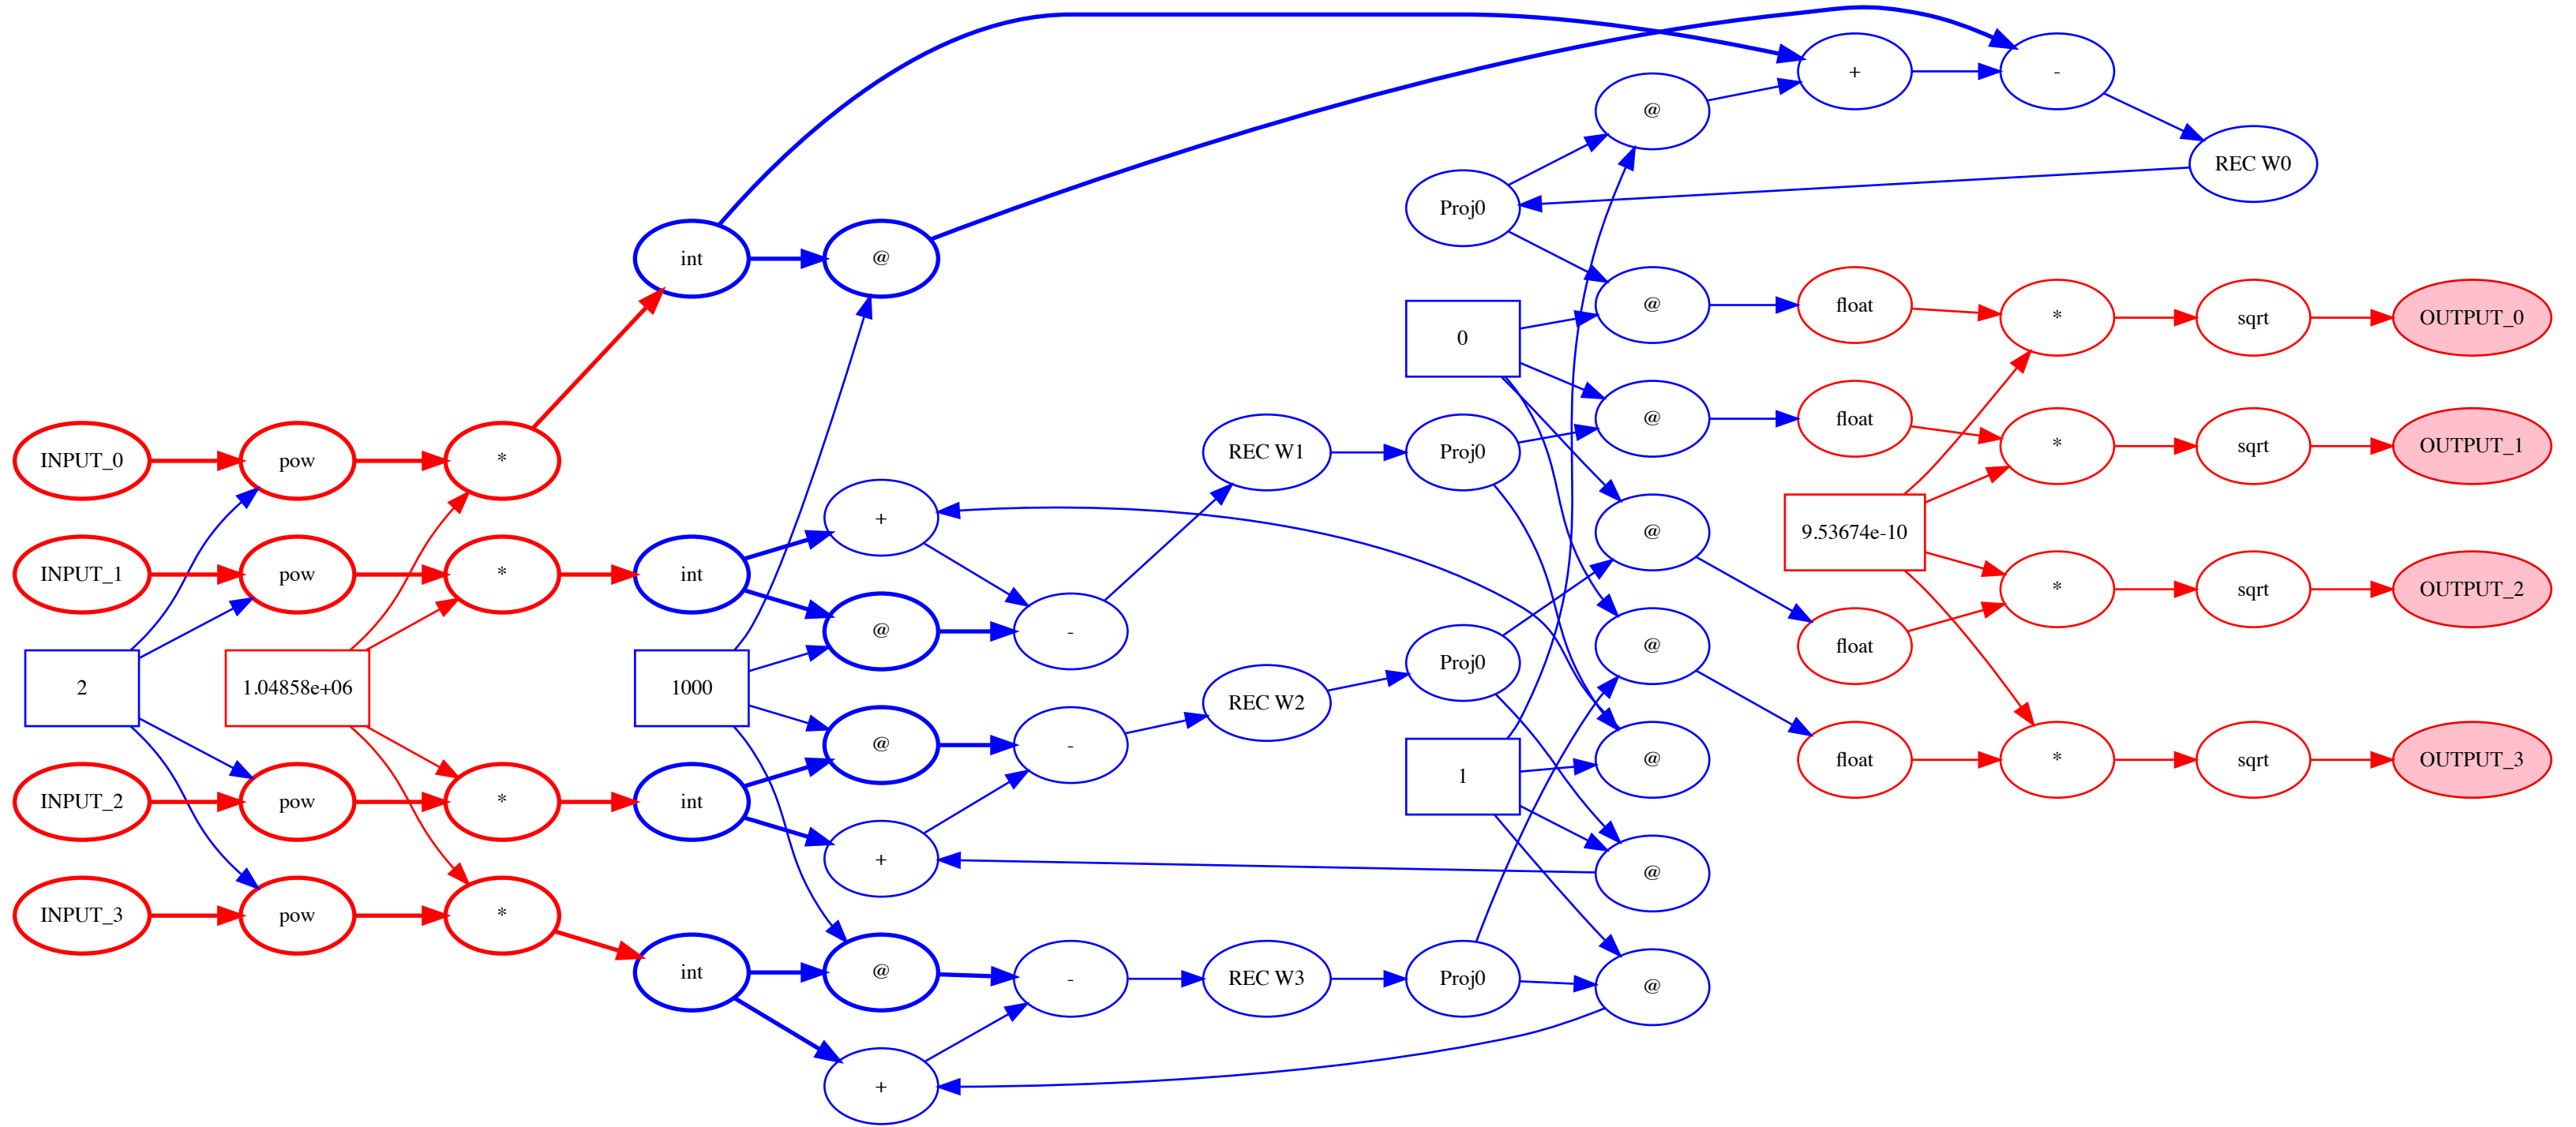 +
-
@
REC W0
Proj0
int
@
@
float
*
sqrt
OUTPUT_0
0
@
float
*
sqrt
OUTPUT_1
INPUT_0
pow
*
REC W1
Proj0
+
@
9.53674e-10
INPUT_1
pow
*
int
*
sqrt
OUTPUT_2
@
-
@
float
2
1.04858e+06
1000
REC W2
Proj0
@
-
1
@
float
*
sqrt
OUTPUT_3
INPUT_2
pow
*
int
+
@
INPUT_3
pow
*
int
@
-
REC W3
Proj0
@
+